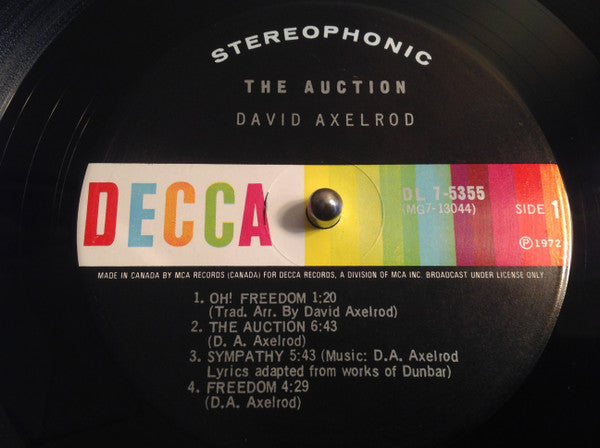 STEREOPHONIC
THE AUCTION
DAVID AXELROD
DECCA
DL 7-5355
(MG7-13044)
SIDE 1
Ⓟ1972
MADE IN CANADA BY MCA RECORDS (CANADA) FOR DECCA RECORDS, A DIVISION OF MCA INC. BROADCAST UNDER LICENSE ONLY
1. OH! FREEDOM 1:20
(Trad. Arr. By David Axelrod)
2. THE AUCTION 6:43
(D. A. Axelrod)
3. SYMPATHY 5:43 (Music: D.A. Axelrod
Lyrics adapted from works of Dunbar)
4. FREEDOM 4:29
(D.A. Axelrod)